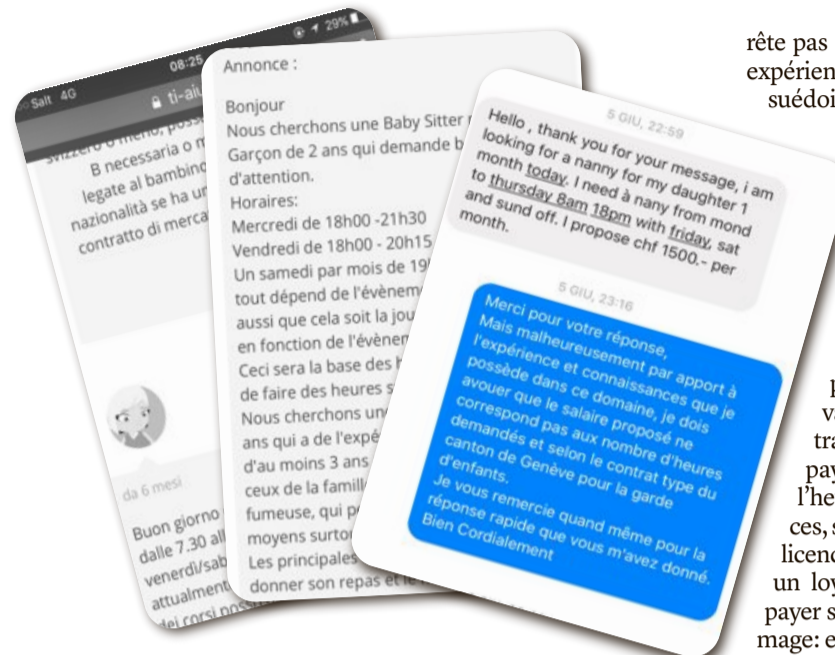 Salt 4G
08:25
29%
ti-aiu
svizzero o meno,
B necessaria o
legate al bambino
nazionalità se ha un
contratto di merca
da 6 mesi
Buon giorno
dalle 7.30 all
venerdì/sab
attualment
dei corsi
Annonce :
Bonjour
Nous cherchons une Baby Sitter
Garçon de 2 ans qui demande b
d'attention.
Horaires:
Mercredi de 18h00 -21h30
Vendredi de 18h00 - 20h15
Un samedi par mois de 19
tout dépend de l'évènem
aussi que cela soit la jou
en fonction de l'évènem
Ceci sera la base des
de faire des heures s
Nous cherchons une
ans qui a de l'expé
d'au moins 3 ans
ceux de la famill
fumeuse, qui p
moyens surto
Les principales
donner son repas et le
5 GIU, 22:59
Hello , thank you for your message, i am
looking for a nanny for my daughter 1
month today. I need à nany from mond
to thursday 8am 18pm with friday, sat
and sund off. I propose chf 1500.- per
month.
5 GIU, 23:16
Merci pour votre réponse,
Mais malheureusement par apport à
l'expérience et connaissances que je
possède dans ce domaine, je dois
avouer que le salaire proposé ne
correspond pas aux nombre d'heures
demandés et selon le contrat type du
canton de Genève pour la garde
d'enfants.
Je vous remercie quand même pour la
réponse rapide que vous m'avez donné.
Bien Cordialement
rête pas
expérien
suédoi
p
va
tra
pay
l'he
ces, s
licenc
un loy
payer s
mage: e